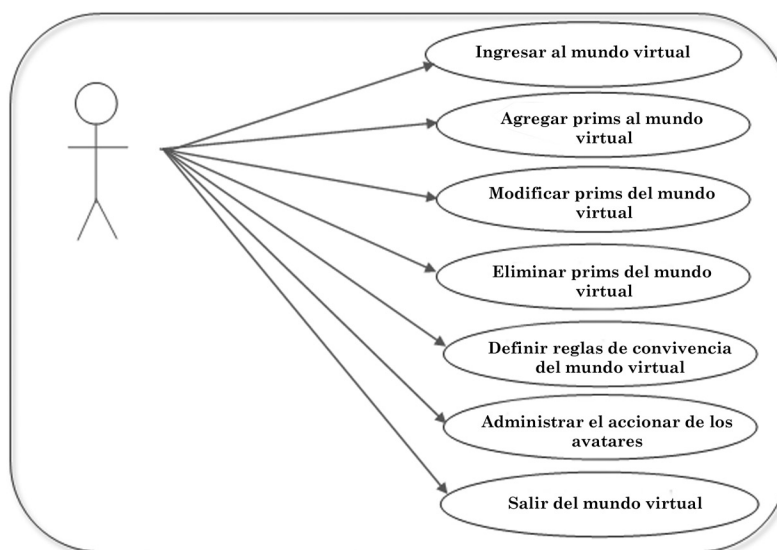 Ingresar al mundo virtual
Agregar prims al mundo
virtual
Modificar prims del mundo
virtual
Eliminar prims del mundo
virtual
Definir reglas de convivencia
del mundo virtual
Administrar el accionar de los
avatares
Salir del mundo virtual